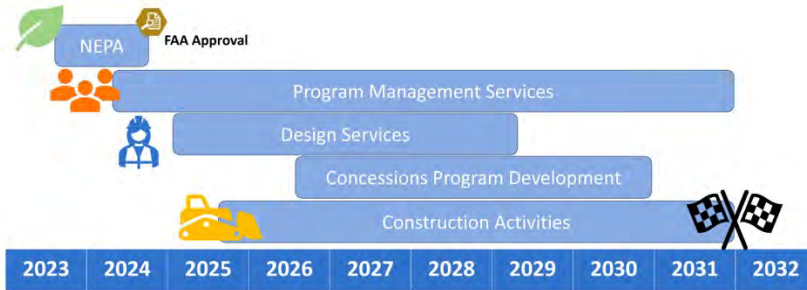 NEPA
FAA Approval
Program Management Services
Design Services
Concessions Program Development
Construction Activities
2023 2024 2025 2026 2027 2028 2029 2030 2031 2032